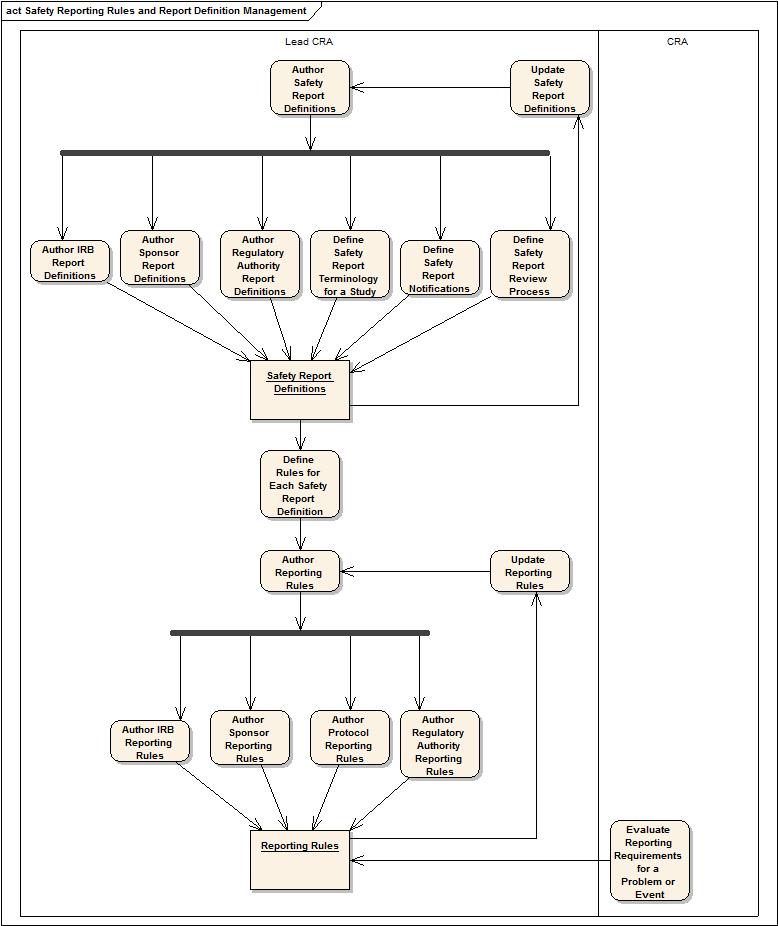 act Safety Reporting Rules and Report Definition Management
Lead CRA
CRA
Author
Safety
Report
Definitions
Update
Safety
Report
Definitions
Author IRB
Report
Definitions
Author
Sponsor
Report
Definitions
Author
Regulatory
Authority
Report
Definitions
Define
Safety
Report
Terminology
for a Study
Define
Safety
Report
Notifications
Define
Safety
Report
Review
Process
Safety Report
Definitions
Define
Rules for
Each Safety
Report
Definition
Author
Reporting
Rules
Update
Reporting
Rules
Author IRB
Reporting
Rules
Author
Sponsor
Reporting
Rules
Author
Protocol
Reporting
Rules
Author
Regulatory
Authority
Reporting
Rules
Reporting Rules
Evaluate
Reporting
Requirements
for a
Problem or
Event